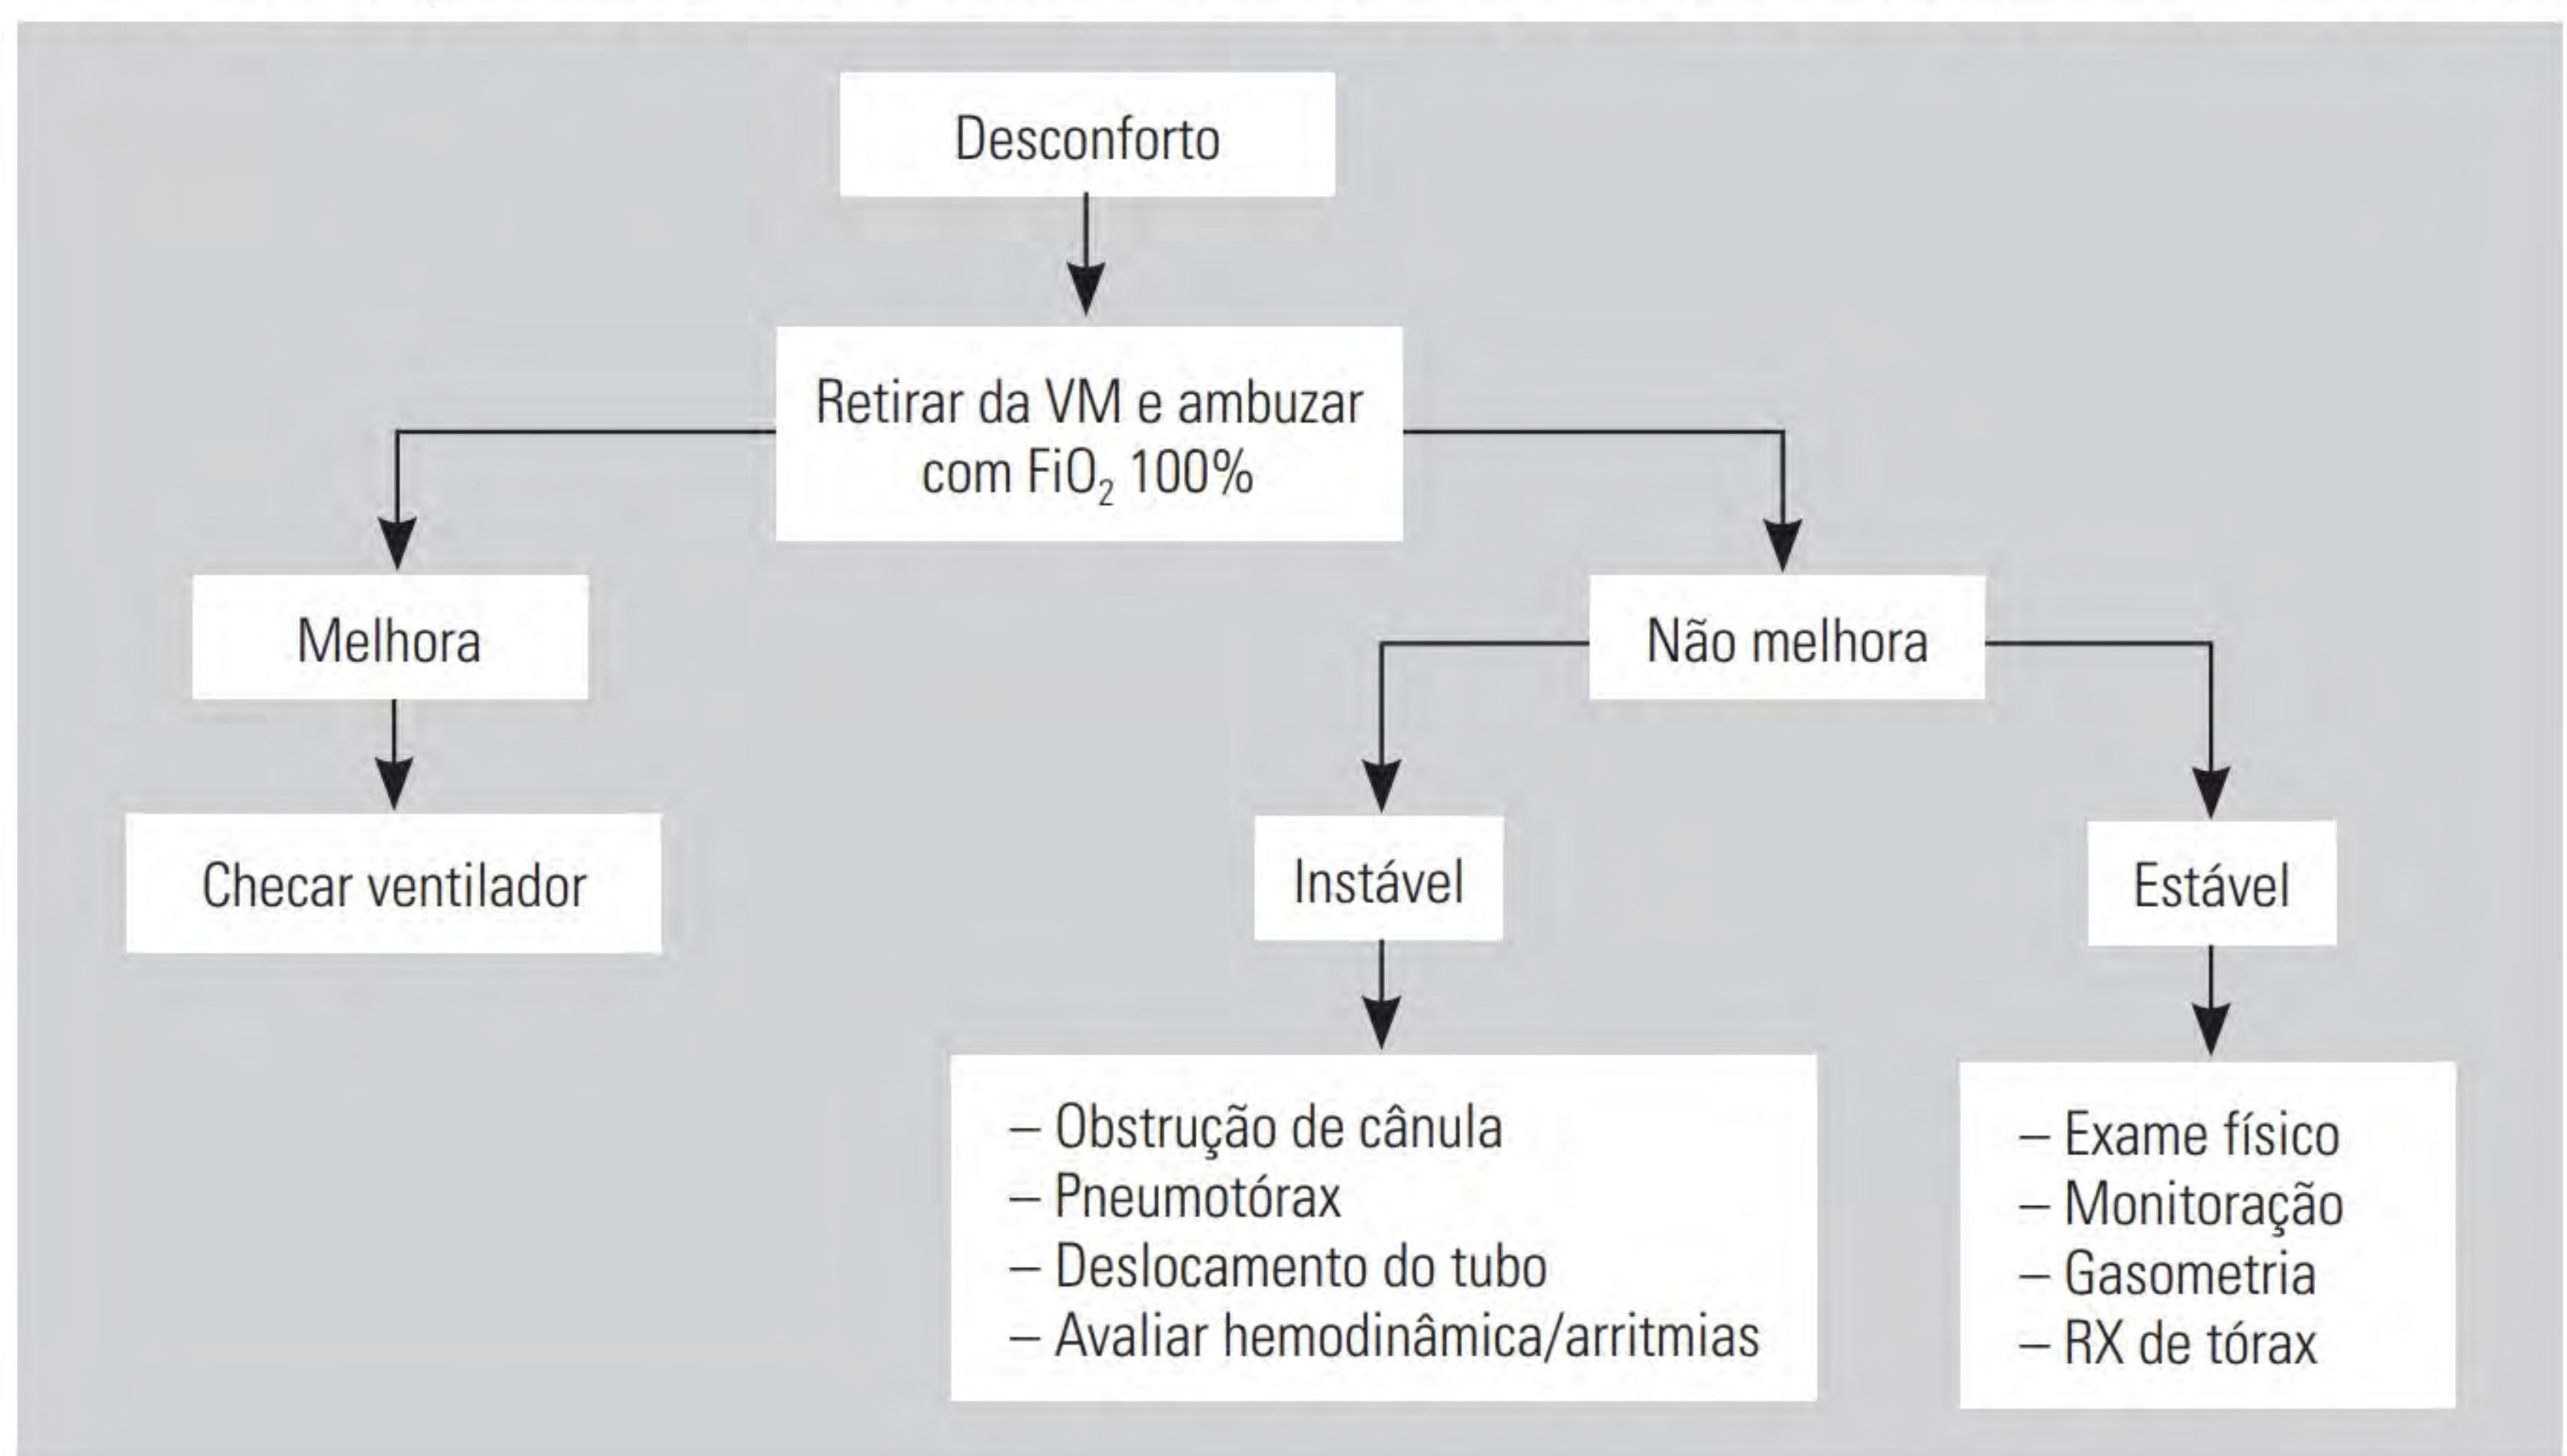 Desconforto
Retirar da VM e ambuzar
com FiO₂ 100%
Melhora
Não melhora
Checar ventilador
Instável
Estável
– Obstrução de cânula
– Pneumotórax
– Deslocamento do tubo
– Avaliar hemodinâmica/arritmias
– Exame físico
– Monitoração
– Gasometria
– RX de tórax